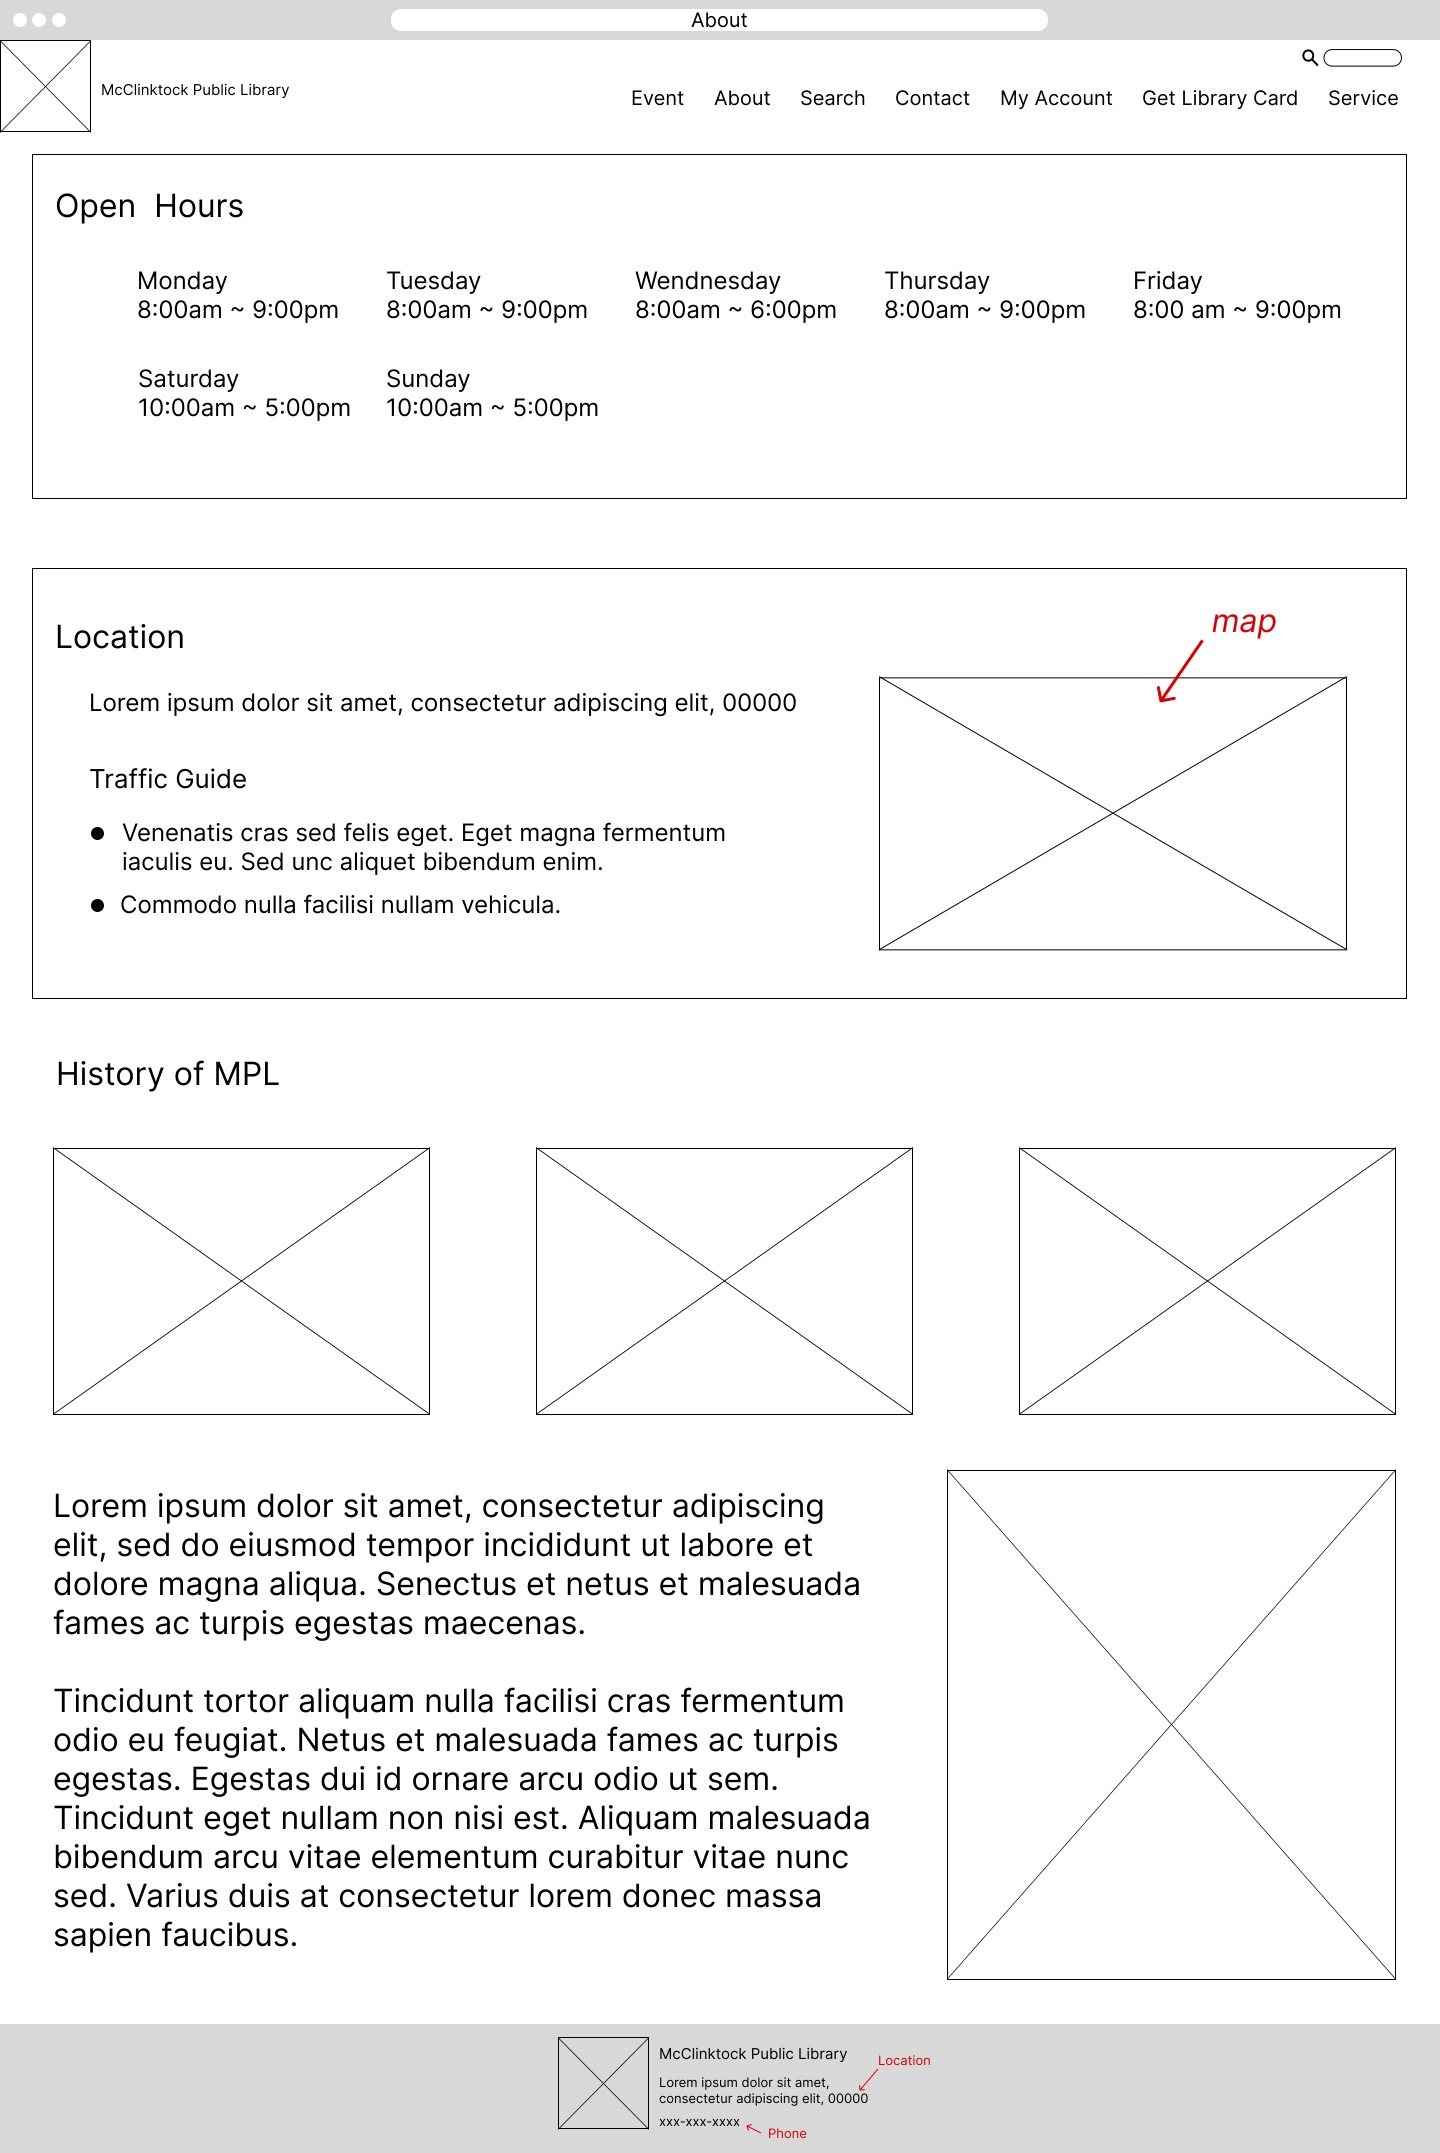 About
McClinktock Public Library
Event About Search Contact My Account Get Library Card Service
Open Hours
Monday
8:00am ~ 9:00pm
Tuesday
8:00am ~ 9:00pm
Wendnesday
8:00am ~ 6:00pm
Thursday
8:00am ~ 9:00pm
Friday
8:00 am ~ 9:00pm
Saturday
10:00am ~ 5:00pm
Sunday
10:00am ~ 5:00pm
Location
Lorem ipsum dolor sit amet, consectetur adipiscing elit, 00000
Traffic Guide
Venenatis cras sed felis eget. Eget magna fermentum
iaculis eu. Sed unc aliquet bibendum enim.
Commodo nulla facilisi nullam vehicula.
map
History of MPL
Lorem ipsum dolor sit amet, consectetur adipiscing
elit, sed do eiusmod tempor incididunt ut labore et
dolore magna aliqua. Senectus et netus et malesuada
fames ac turpis egestas maecenas.
Tincidunt tortor aliquam nulla facilisi cras fermentum
odio eu feugiat. Netus et malesuada fames ac turpis
egestas. Egestas dui id ornare arcu odio ut sem.
Tincidunt eget nullam non nisi est. Aliquam malesuada
bibendum arcu vitae elementum curabitur vitae nunc
sed. Varius duis at consectetur lorem donec massa
sapien faucibus.
McClinktock Public Library
Location
Lorem ipsum dolor sit amet,
consectetur adipiscing elit, 00000
xxx-xxx-xxxx
Phone